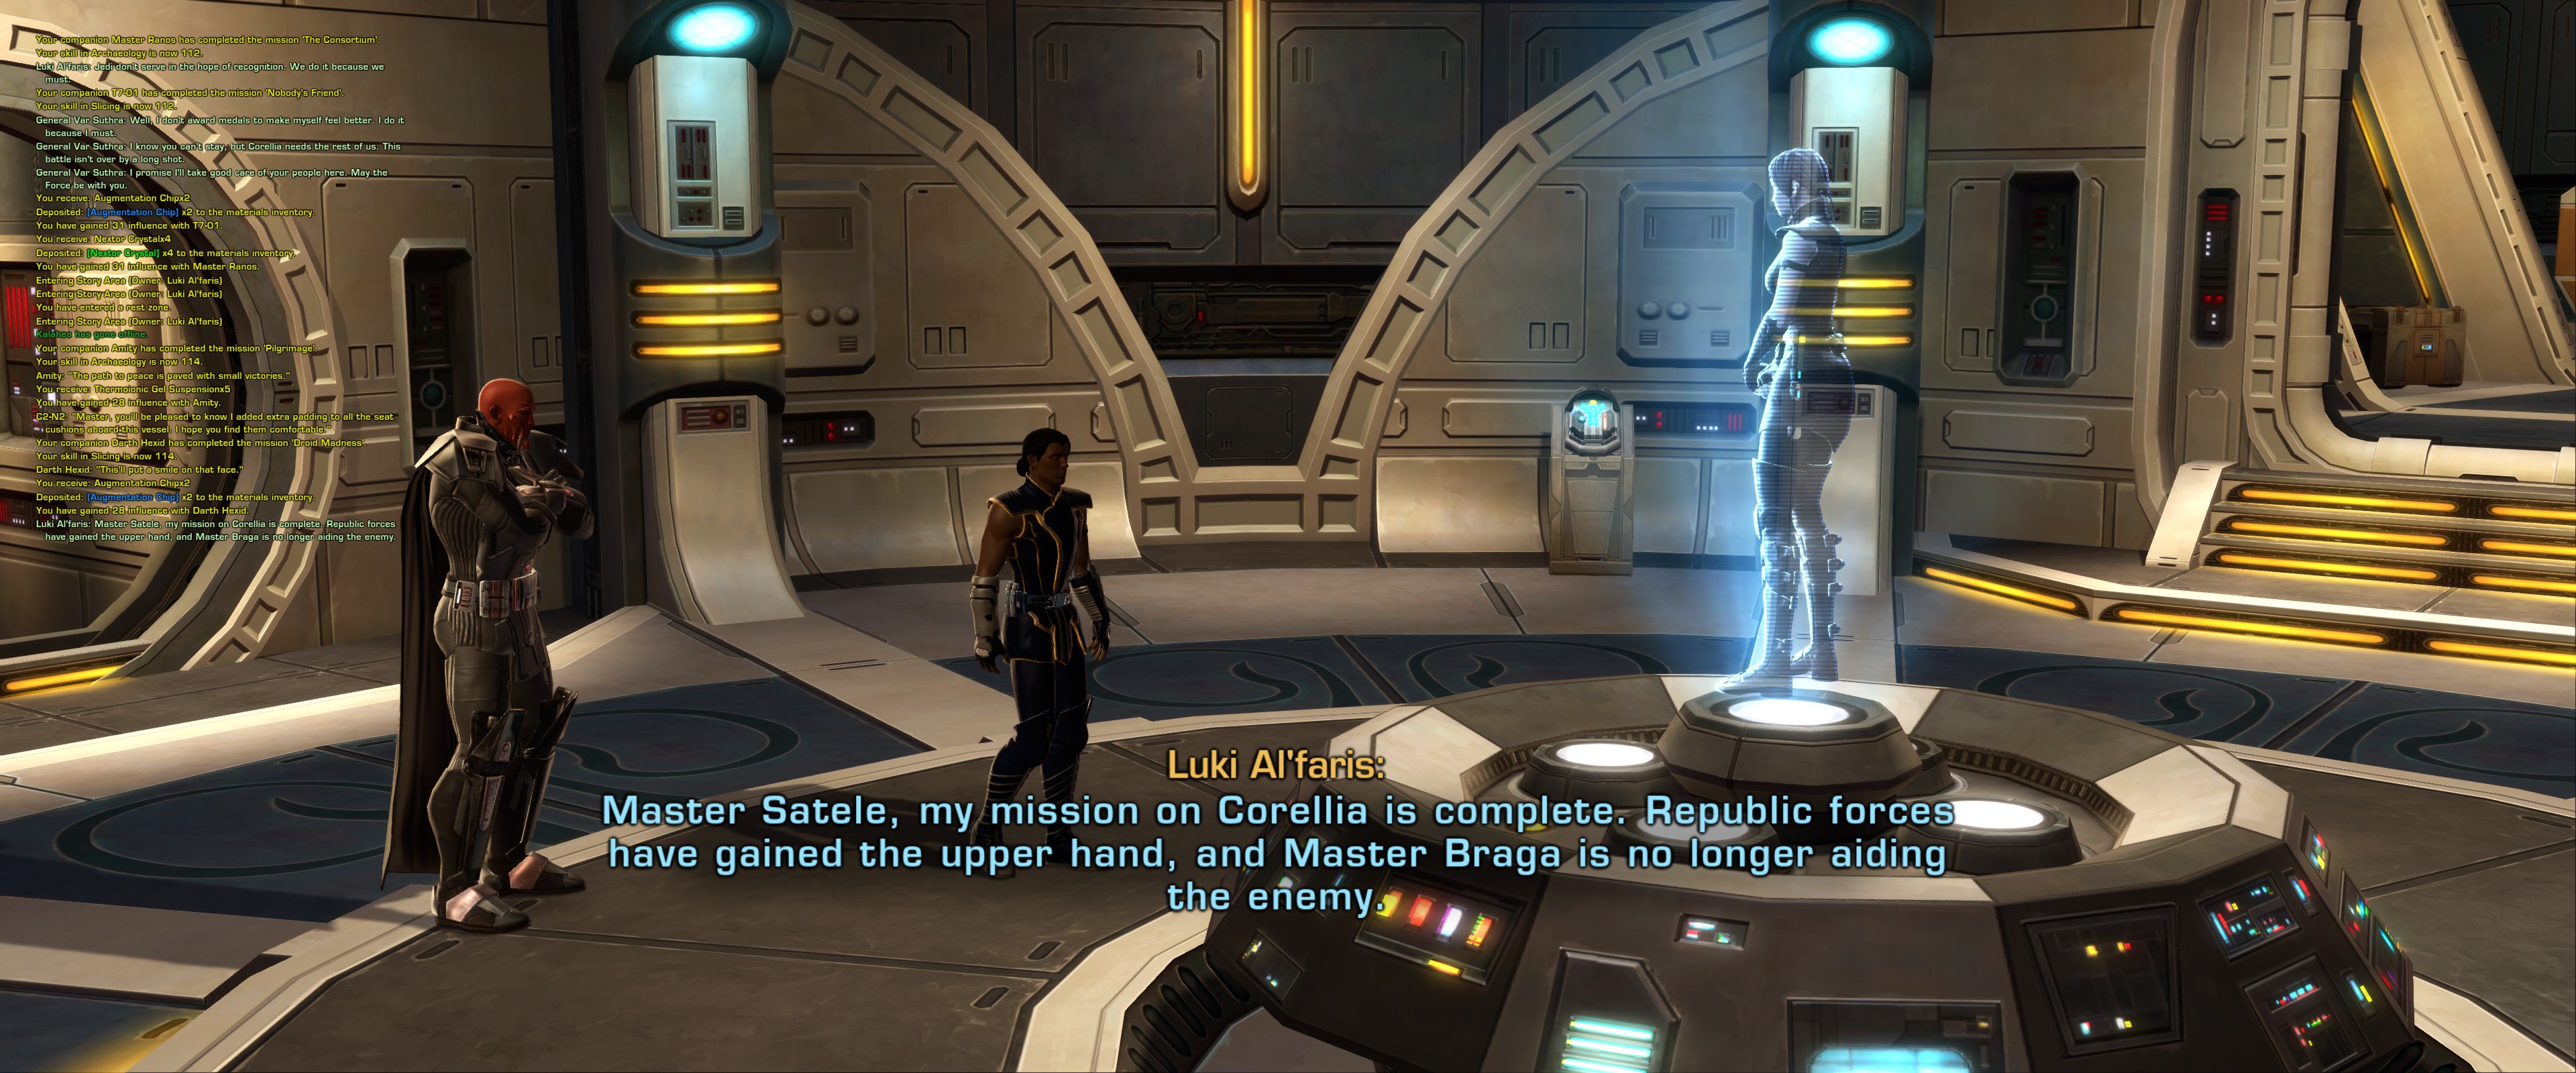 Your companion Master Ranos has completed the mission 'The Consortium'.
Your skill in Archaeology is now 112.
Luki Al'faris: Jedi don't serve in the hope of recognition. We do it because we
must.
Your companion T7-01 has completed the mission 'Nobody's Friend'.
Your skill in Slicing is now 112.
General Var Suthra: Well, I don't award medals to make myself feel better. I do it
because I must.
General Var Suthra: I know you can't stay, but Corellia needs the rest of us. This
battle isn't over by a long shot.
General Var Suthra: I promise I'll take good care of your people here. May the
Force be with you.
You receive: Augmentation Chipx2
Deposited: [Augmentation Chip] x2 to the materials inventory.
You have gained 31 influence with T7-01.
You receive: Nextor Crystalx4
Deposited: [Nextor Crystal] x4 to the materials inventory.
You have gained 31 influence with Master Ranos.
Entering Story Area (Owner: Luki Al'faris)
Entering Story Area (Owner: Luki Al'faris)
You have entered a rest zone.
Entering Story Area (Owner: Luki Al'faris)
Kalahea has gone offline.
Your companion Amity has completed the mission 'Pilgrimage'.
Your skill in Archaeology is now 114.
Amity: "The path to peace is paved with small victories."
You receive: Thermoionic Gel Suspensionx5
You have gained 28 influence with Amity.
C2-N2: "Master, you'll be pleased to know I added extra padding to all the seat
cushions aboard this vessel. I hope you find them comfortable."
Your companion Darth Hexid has completed the mission 'Droid Madness'.
Your skill in Slicing is now 114.
Darth Hexid: "This'll put a smile on that face."
You receive: Augmentation Chipx2
Deposited: [Augmentation Chip] x2 to the materials inventory.
You have gained 28 influence with Darth Hexid.
Luki Al'faris: Master Satele, my mission on Corellia is complete. Republic forces
have gained the upper hand, and Master Braga is no longer aiding the enemy.
Luki Al'faris:
Master Satele, my mission on Corellia is complete. Republic forces
have gained the upper hand, and Master Braga is no longer aiding
the enemy.